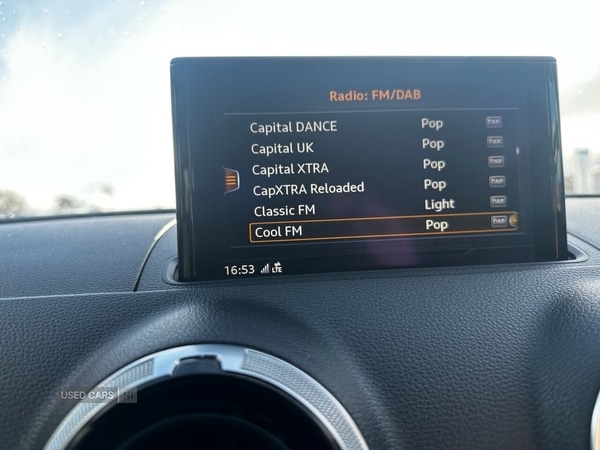 Radio: FM/DAB
Capital DANCE Pop DAB
Capital UK Pop DAB
Capital XTRA Pop DAB
CapXTRA Reloaded Pop DAB
Classic FM Light DAB
Cool FM Pop DAB
16:53 LTE
USED CARS NI